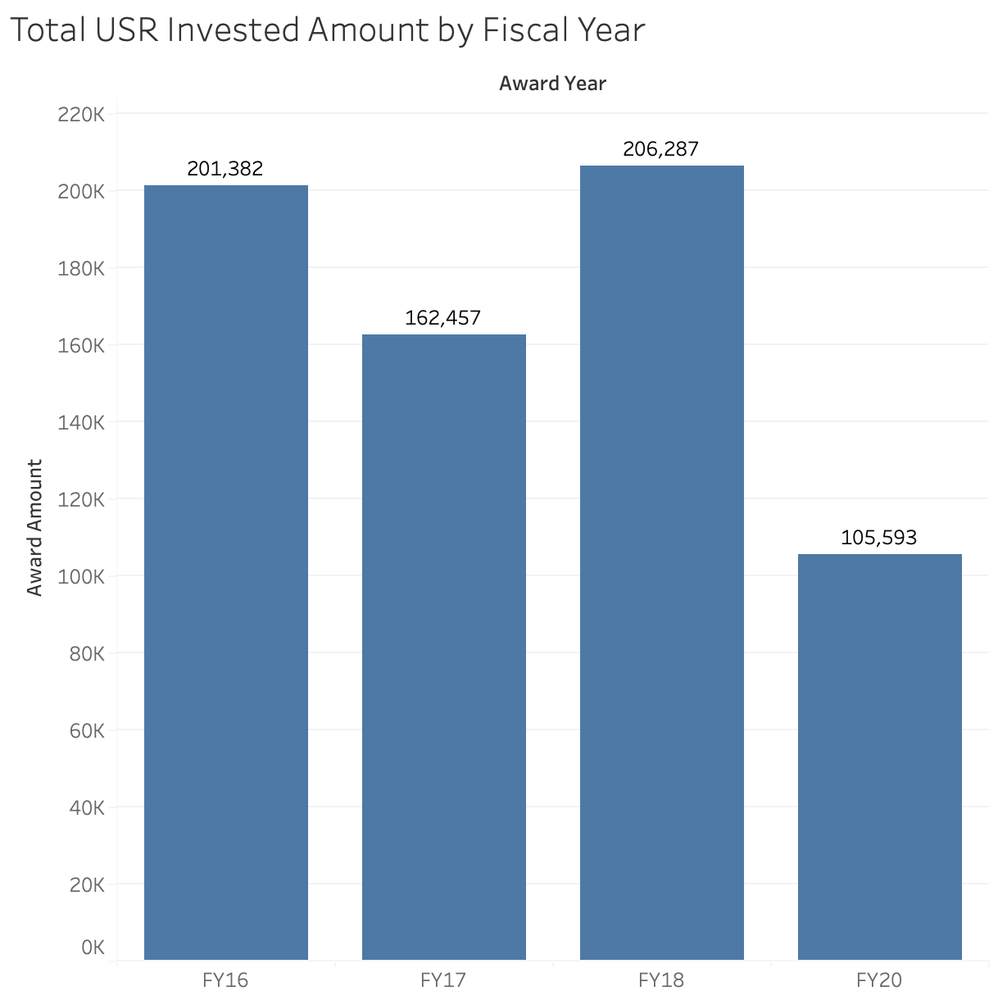 Total USR Invested Amount by Fiscal Year
Award Year
220K
200K
180K
160K
140K
120K
100K
80K
60K
40K
20K
0K
Award Amount
201,382
162,457
206,287
105,593
FY16
FY17
FY18
FY20